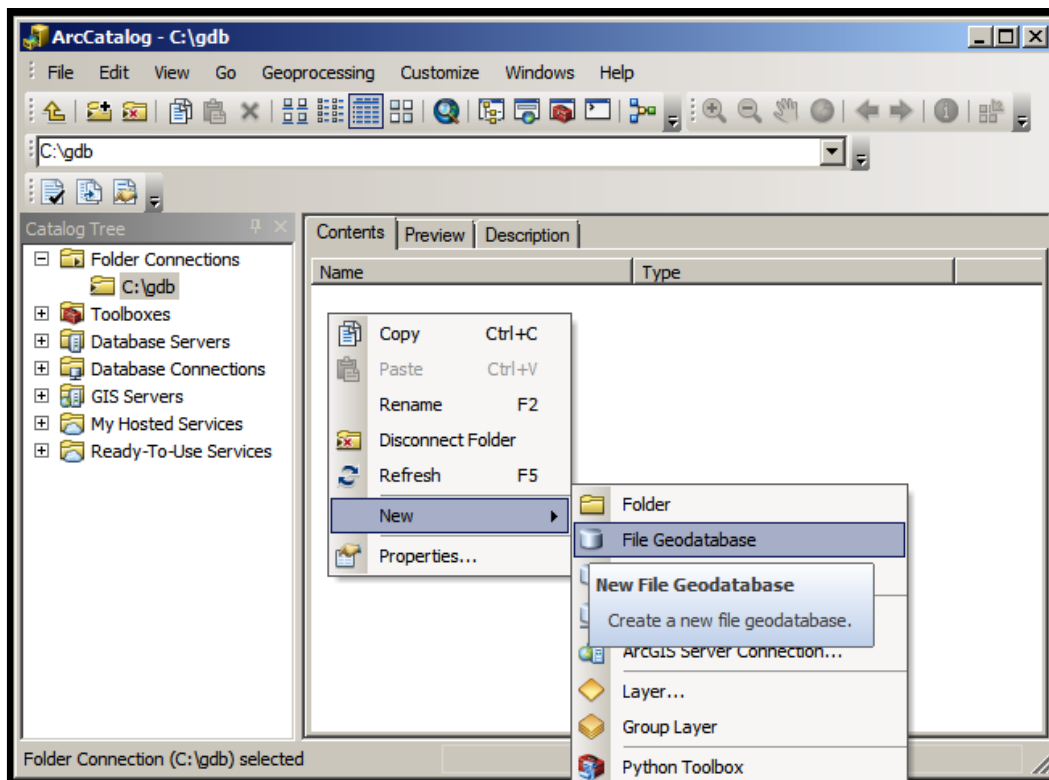 ArcCatalog - C:\gdb
File Edit View Go Geoprocessing Customize Windows Help
C:\gdb
Catalog Tree
Folder Connections
C:\gdb
Toolboxes
Database Servers
Database Connections
GIS Servers
My Hosted Services
Ready-To-Use Services
Contents Preview Description
Name Type
Copy Ctrl+C
Paste Ctrl+V
Rename F2
Disconnect Folder
Refresh F5
New
Properties...
Folder
File Geodatabase
New File Geodatabase
Create a new file geodatabase.
ArcGIS Server Connection...
Layer...
Group Layer
Python Toolbox
Folder Connection (C:\gdb) selected